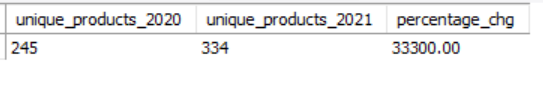 unique_products_2020 unique_products_2021 percentage_chg
245 334 33300.00